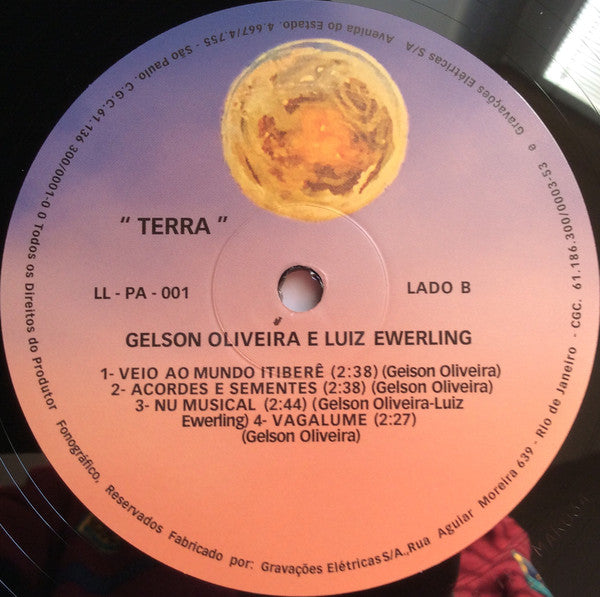 " TERRA "
LL - PA - 001
LADO B
GELSON OLIVEIRA E LUIZ EWERLING
1- VEIO AO MUNDO ITIBERÊ (2:38) (Gelson Oliveira)
2- ACORDES E SEMENTES (2:38) (Gelson Oliveira)
3- NU MUSICAL (2:44) (Gelson Oliveira-Luiz
Ewerling) 4- VAGALUME (2:27)
(Gelson Oliveira)
Todos os Direitos do Produtor Fonográfico, Reservados Fabricado por: Gravações Elétricas S/A.,Rua Aguiar Moreira 639 - Rio de Janeiro - CGC. 61.186.300/0003-53 e Gravações Elétricas S/A Avenida do Estado. 4.667/4.755 - São Paulo. C.G.C.61.136 300/0001-0 0